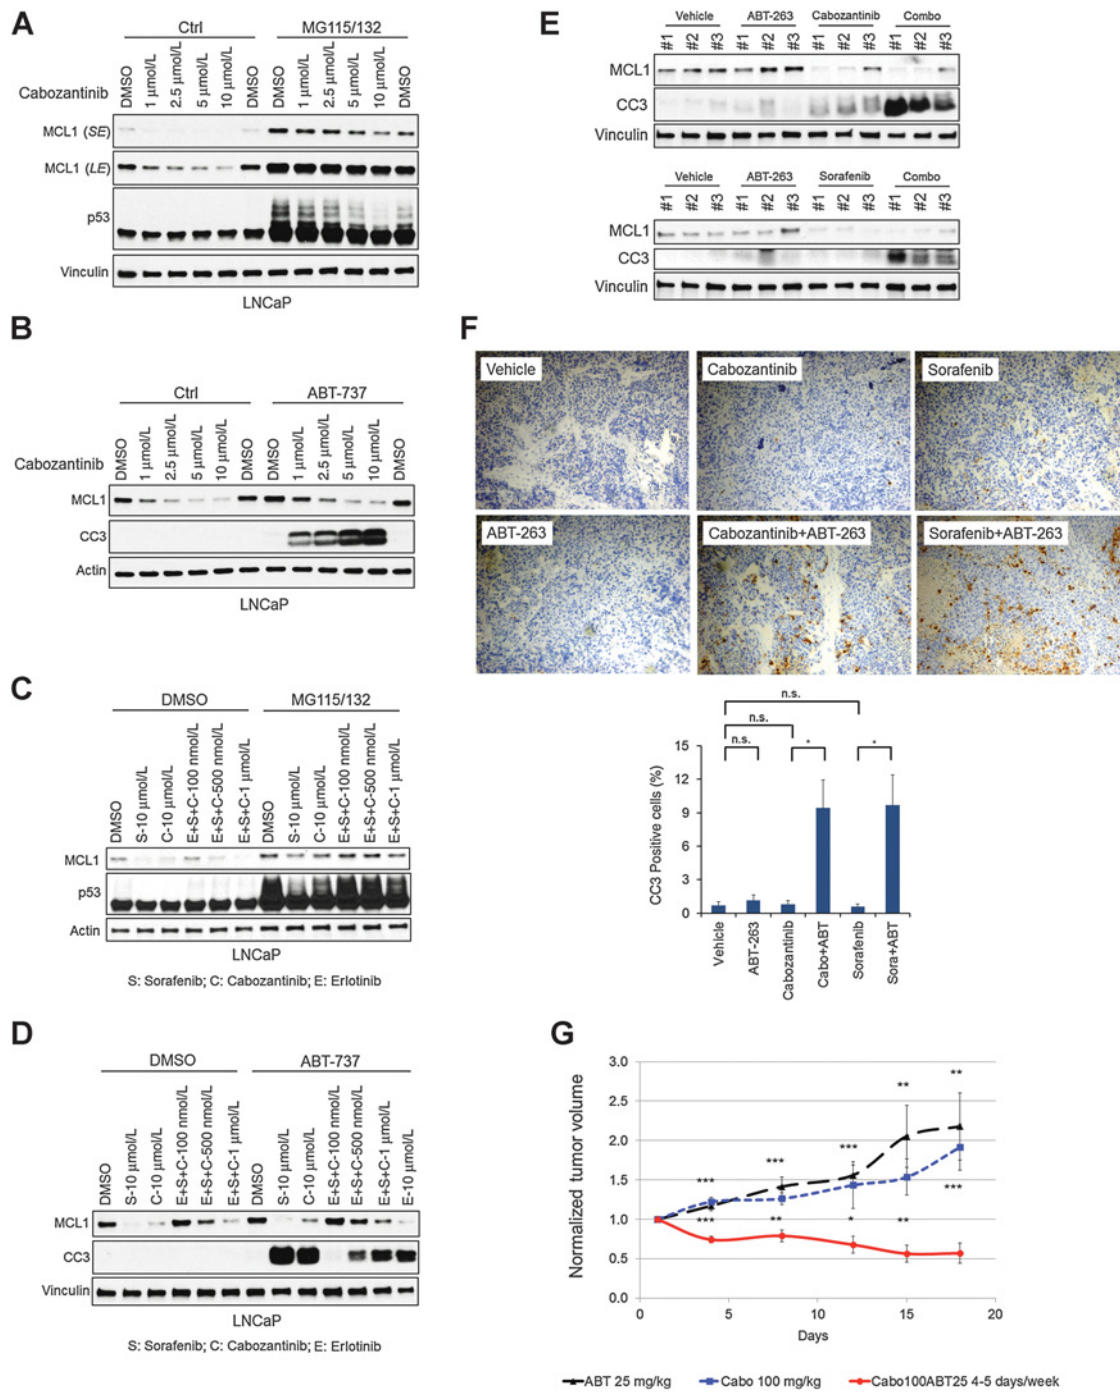 A
Ctrl
MG115/132
Cabozantinib
DMSO
1 µmol/L
2.5 µmol/L
5 µmol/L
10 µmol/L
DMSO
DMSO
1 µmol/L
2.5 µmol/L
5 µmol/L
10 µmol/L
DMSO
MCL1 (SE)
MCL1 (LE)
p53
Vinculin
LNCaP
B
Ctrl
ABT-737
Cabozantinib
DMSO
1 µmol/L
2.5 µmol/L
5 µmol/L
10 µmol/L
DMSO
DMSO
1 µmol/L
2.5 µmol/L
5 µmol/L
10 µmol/L
DMSO
MCL1
CC3
Actin
LNCaP
C
DMSO
MG115/132
DMSO
S-10 µmol/L
C-10 µmol/L
E+S+C-100 nmol/L
E+S+C-500 nmol/L
E+S+C-1 µmol/L
DMSO
S-10 µmol/L
C-10 µmol/L
E+S+C-100 nmol/L
E+S+C-500 nmol/L
E+S+C-1 µmol/L
MCL1
p53
Actin
LNCaP
S: Sorafenib; C: Cabozantinib; E: Erlotinib
D
DMSO
ABT-737
DMSO
S-10 µmol/L
C-10 µmol/L
E+S+C-100 nmol/L
E+S+C-500 nmol/L
E+S+C-1 µmol/L
DMSO
S-10 µmol/L
C-10 µmol/L
E+S+C-100 nmol/L
E+S+C-500 nmol/L
E+S+C-1 µmol/L
E-10 µmol/L
MCL1
CC3
Vinculin
LNCaP
S: Sorafenib; C: Cabozantinib; E: Erlotinib
E
Vehicle ABT-263 Cabozantinib Combo
#1 #2 #3 #1 #2 #3 #1 #2 #3 #1 #2 #3
MCL1
CC3
Vinculin
Vehicle ABT-263 Sorafenib Combo
#1 #2 #3 #1 #2 #3 #1 #2 #3 #1 #2 #3
MCL1
CC3
Vinculin
F
Vehicle
Cabozantinib
Sorafenib
ABT-263
Cabozantinib+ABT-263
Sorafenib+ABT-263
n.s.
n.s.
n.s.
*
*
CC3 Positive cells (%)
15
12
9
6
3
0
Vehicle
ABT-263
Cabozantinib
Cabo+ABT
Sorafenib
Sora+ABT
G
Normalized tumor volume
3.0
2.5
2.0
1.5
1.0
0.5
0.0
** **
*** *** ***
***
*** ** * **
0 5 10 15 20
Days
ABT 25 mg/kg
Cabo 100 mg/kg
Cabo100ABT25 4-5 days/week